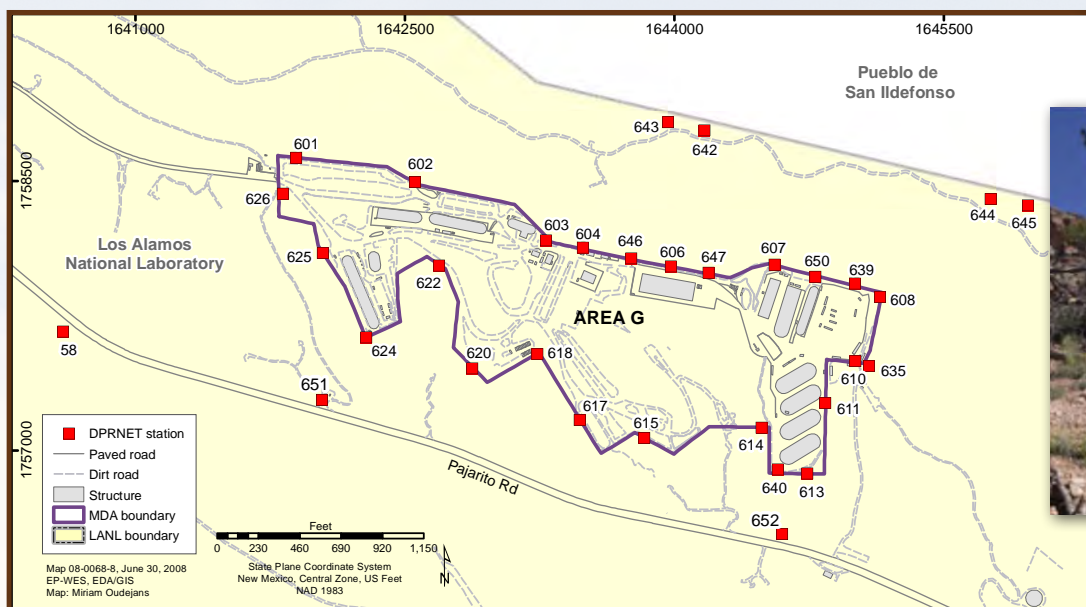 1641000
1642500
1644000
1645500
Pueblo de
San Ildefonso
643
642
601
602
1758500
626
644
645
603
604
646
606
647
607
650
639
608
Los Alamos
National Laboratory
625
622
AREA G
58
624
620
618
610
635
651
617
615
611
614
1757000
640
613
652
Pajarito Rd
DPRNET station
Paved road
Dirt road
Structure
MDA boundary
LANL boundary
Feet
0 230 460 690 920 1,150
State Plane Coordinate System
New Mexico, Central Zone, US Feet
NAD 1983
N
Map 08-0068-8, June 30, 2008
EP-WES, EDA/GIS
Map: Miriam Oudejans